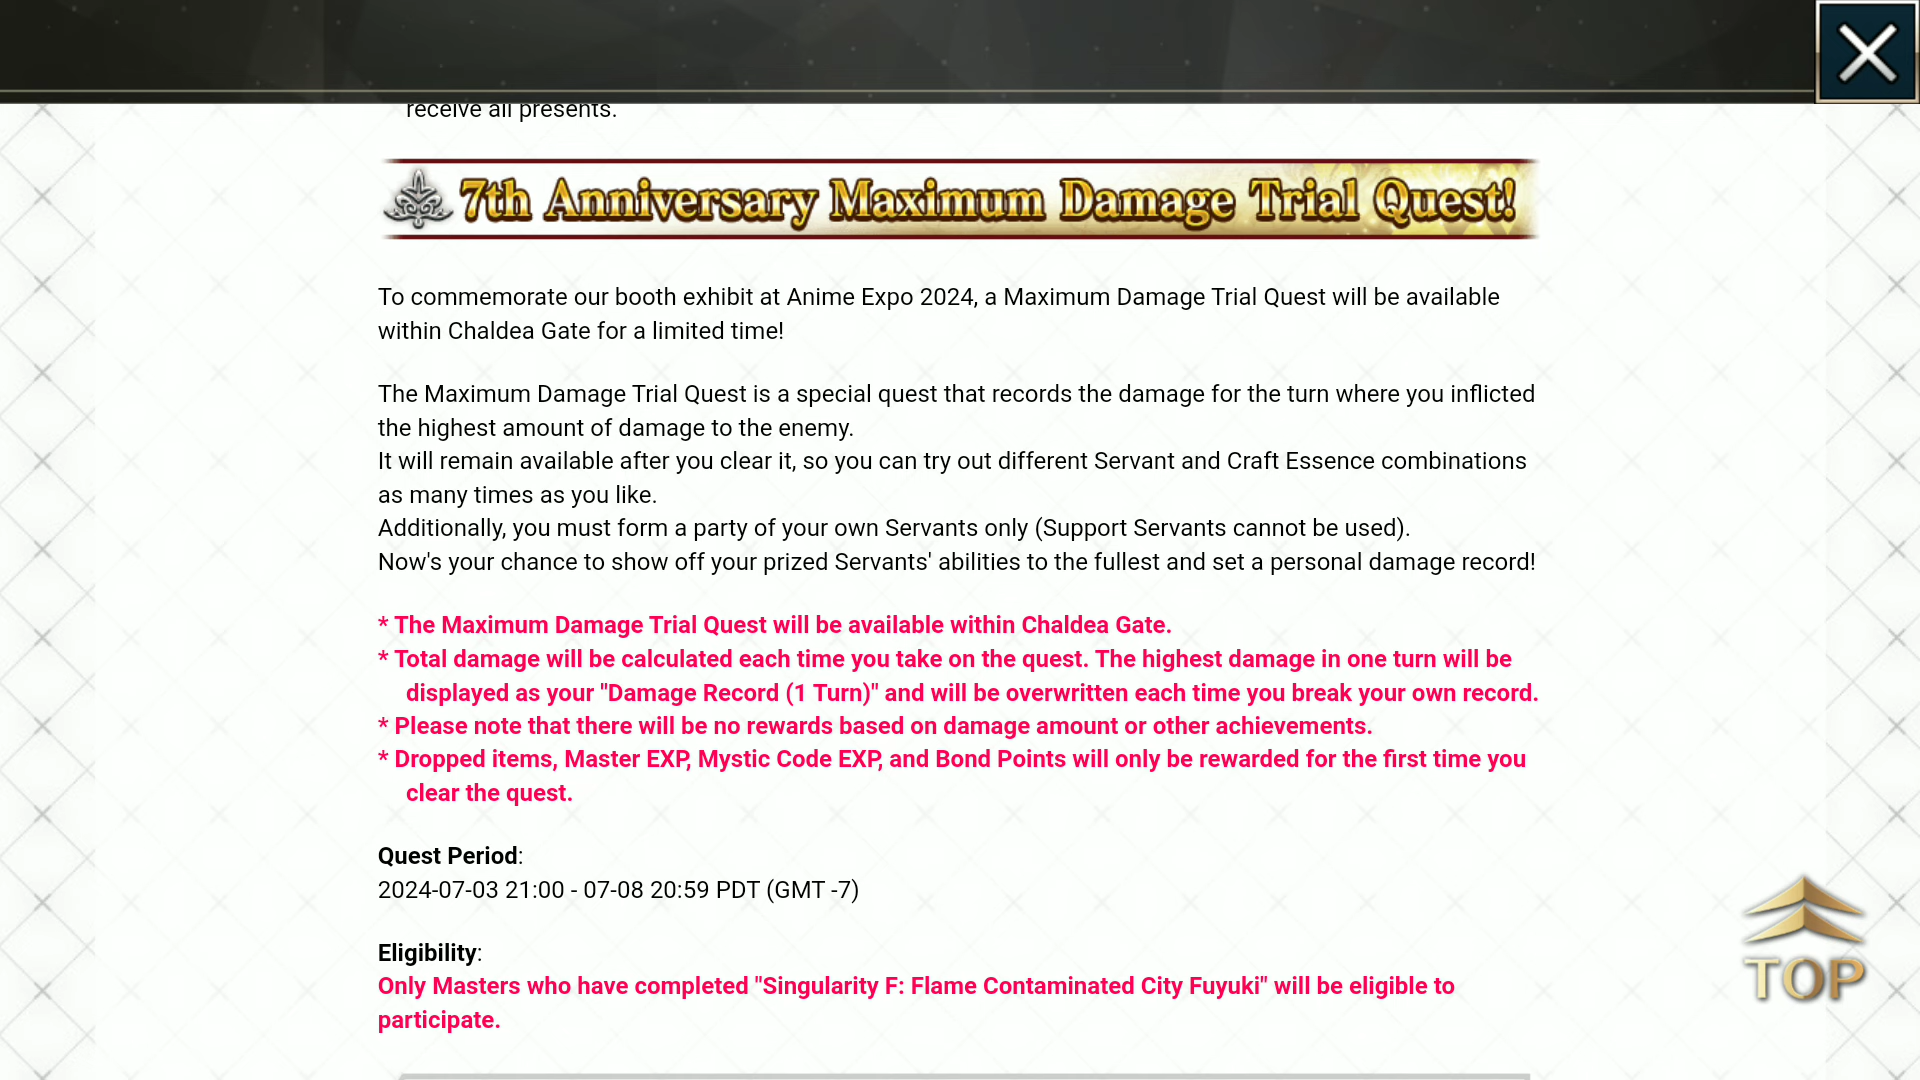 receive all presents.
7th Anniversary Maximum Damage Trial Quest!
To commemorate our booth exhibit at Anime Expo 2024, a Maximum Damage Trial Quest will be available
within Chaldea Gate for a limited time!
The Maximum Damage Trial Quest is a special quest that records the damage for the turn where you inflicted
the highest amount of damage to the enemy.
It will remain available after you clear it, so you can try out different Servant and Craft Essence combinations
as many times as you like.
Additionally, you must form a party of your own Servants only (Support Servants cannot be used).
Now's your chance to show off your prized Servants' abilities to the fullest and set a personal damage record!
* The Maximum Damage Trial Quest will be available within Chaldea Gate.
* Total damage will be calculated each time you take on the quest. The highest damage in one turn will be
displayed as your "Damage Record (1 Turn)" and will be overwritten each time you break your own record.
* Please note that there will be no rewards based on damage amount or other achievements.
* Dropped items, Master EXP, Mystic Code EXP, and Bond Points will only be rewarded for the first time you
clear the quest.
Quest Period:
2024-07-03 21:00 - 07-08 20:59 PDT (GMT -7)
Eligibility:
Only Masters who have completed "Singularity F: Flame Contaminated City Fuyuki" will be eligible to
participate.
TOP